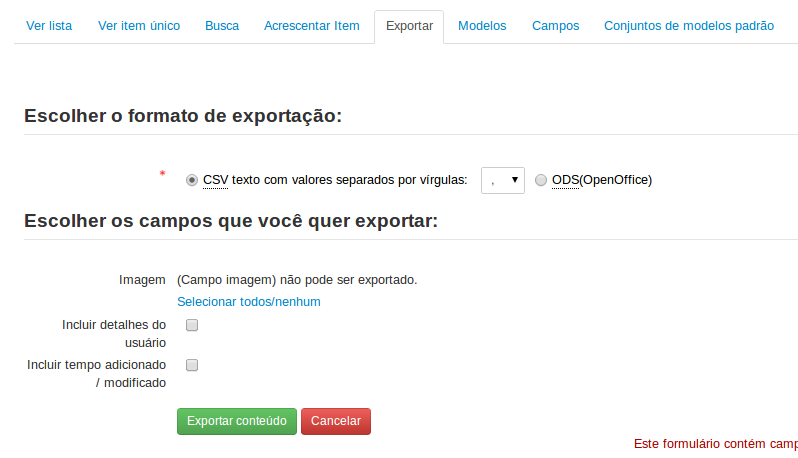 Ver lista Ver item único Busca Acrescentar Item Exportar Modelos Campos Conjuntos de modelos padrão
Escolher o formato de exportação:
* CSV texto com valores separados por vírgulas: , ODS(OpenOffice)
Escolher os campos que você quer exportar:
Imagem (Campo imagem) não pode ser exportado.
Selecionar todos/nenhum
Incluir detalhes do
usuário
Incluir tempo adicionado
/ modificado
Exportar conteúdo Cancelar
Este formulário contém camp